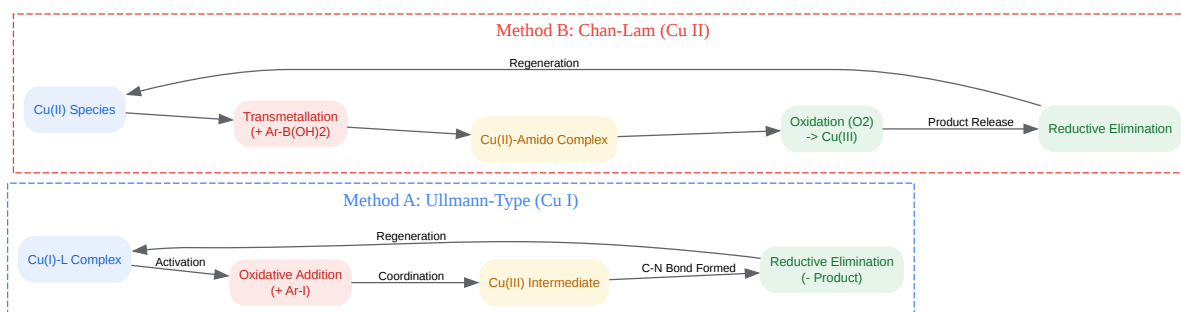 Method B: Chan-Lam (Cu II)
Regeneration
Cu(II) Species
Transmetallation
(+ Ar-B(OH)2)
Cu(II)-Amido Complex
Oxidation (O2)
-> Cu(III)
Product Release
Reductive Elimination
Method A: Ullmann-Type (Cu I)
Regeneration
Cu(I)-L Complex
Activation
Oxidative Addition
(+ Ar-I)
Coordination
Cu(III) Intermediate
C-N Bond Formed
Reductive Elimination
(- Product)